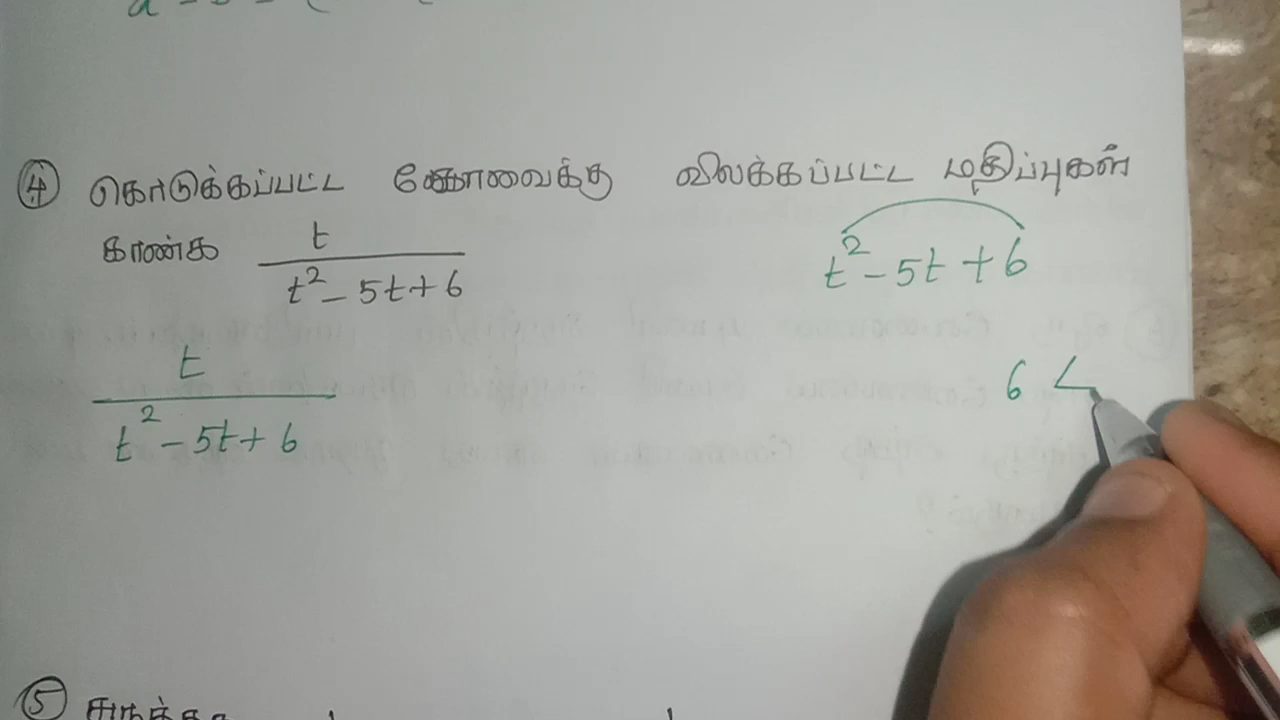 ④ கொடுக்கப்பட்ட கோவைக்கு விலக்கப்பட்ட மதிப்புகள்
காண்க t / t² - 5t + 6
t² - 5t + 6
t / t² - 5t + 6
6 <
⑤